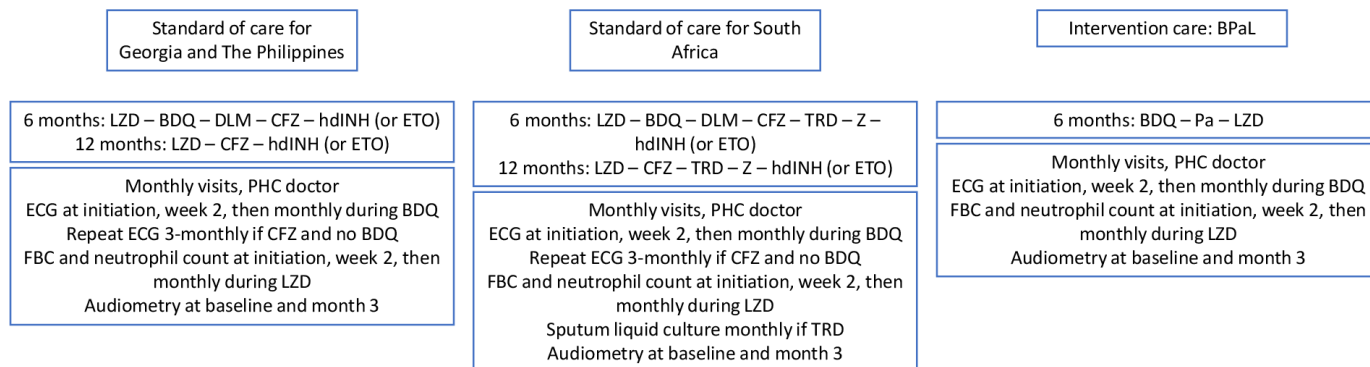 Standard of care for
Georgia and The Philippines
6 months: LZD – BDQ – DLM – CFZ – hdINH (or ETO)
12 months: LZD – CFZ – hdINH (or ETO)
Monthly visits, PHC doctor
ECG at initiation, week 2, then monthly during BDQ
Repeat ECG 3-monthly if CFZ and no BDQ
FBC and neutrophil count at initiation, week 2, then
monthly during LZD
Audiometry at baseline and month 3
Standard of care for South
Africa
6 months: LZD – BDQ – DLM – CFZ – TRD – Z –
hdINH (or ETO)
12 months: LZD – CFZ – TRD – Z – hdINH (or ETO)
Monthly visits, PHC doctor
ECG at initiation, week 2, then monthly during BDQ
Repeat ECG 3-monthly if CFZ and no BDQ
FBC and neutrophil count at initiation, week 2, then
monthly during LZD
Sputum liquid culture monthly if TRD
Audiometry at baseline and month 3
Intervention care: BPaL
6 months: BDQ – Pa – LZD
Monthly visits, PHC doctor
ECG at initiation, week 2, then monthly during BDQ
FBC and neutrophil count at initiation, week 2, then
monthly during LZD
Audiometry at baseline and month 3